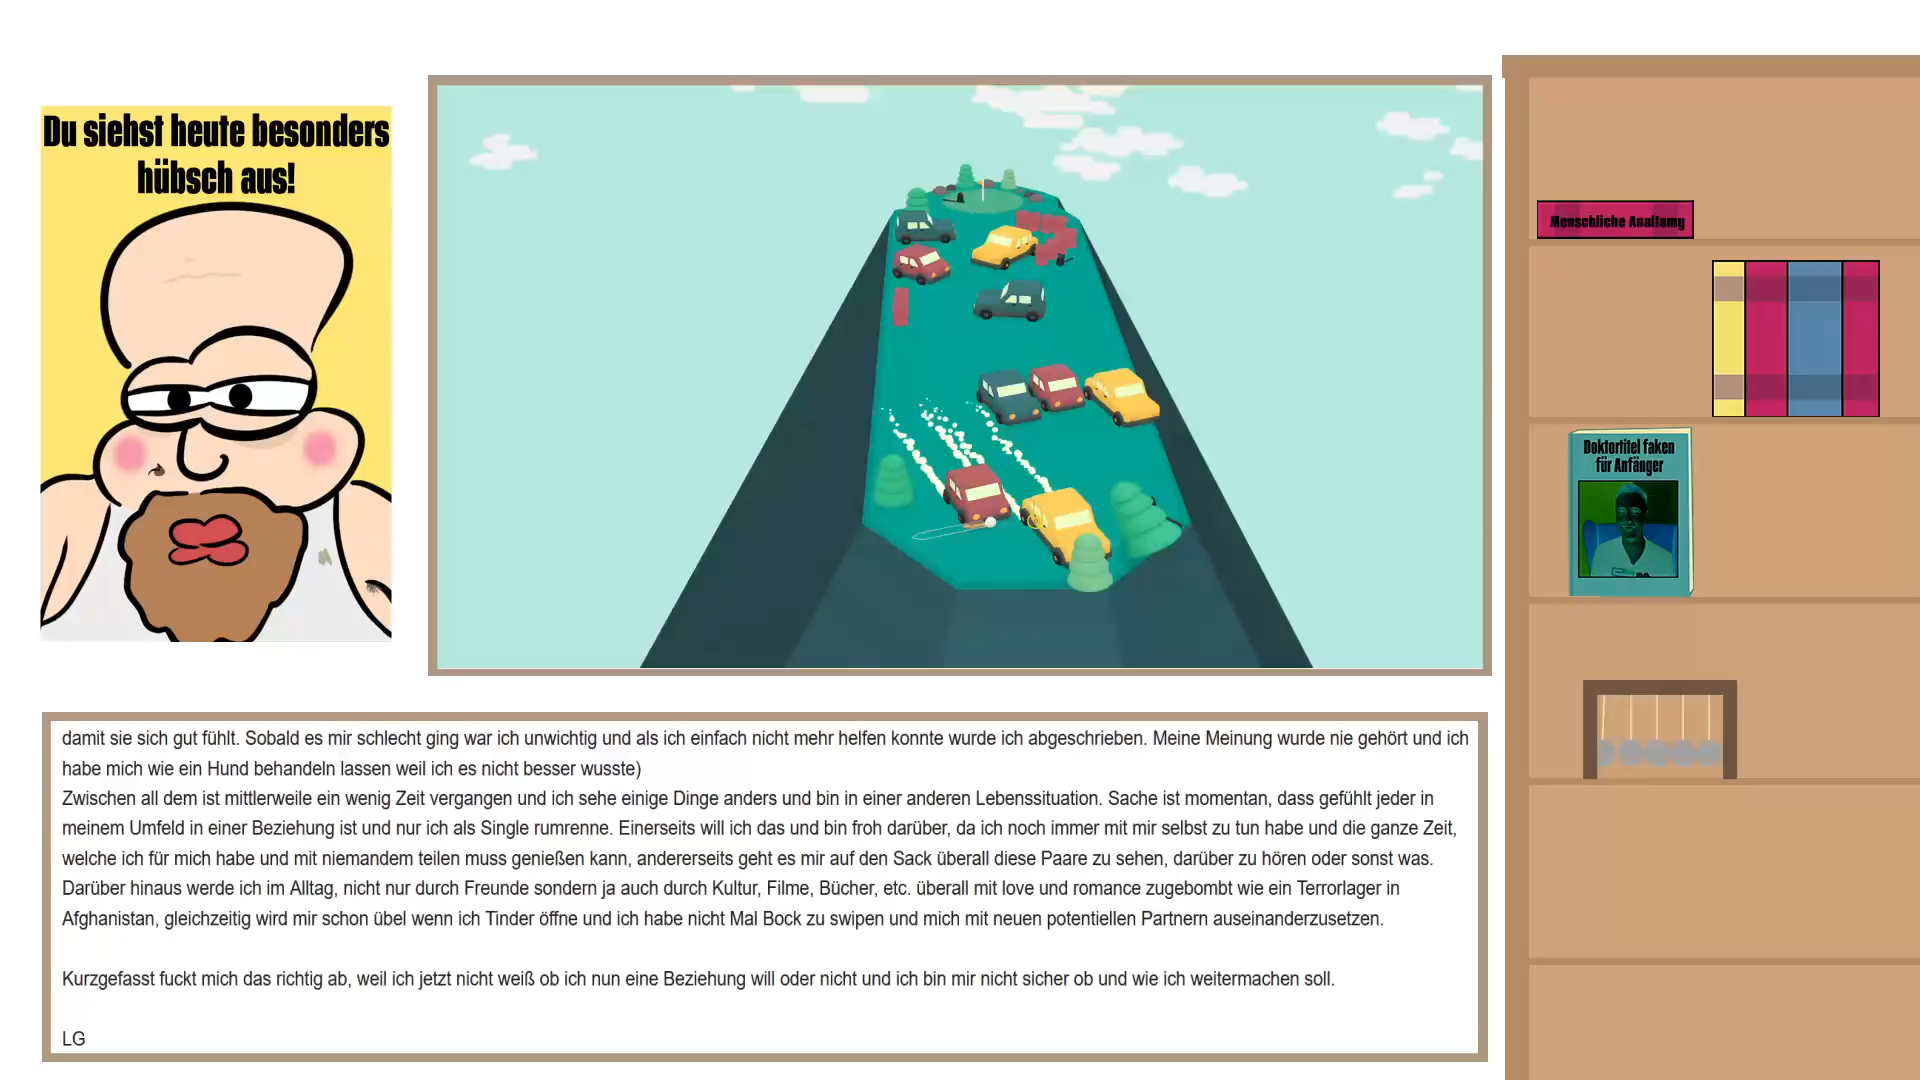 Du siehst heute besonders
hübsch aus!
Menschliche Anattomy
Doktortitel faken
für Anfänger
damit sie sich gut fühlt. Sobald es mir schlecht ging war ich unwichtig und als ich einfach nicht mehr helfen konnte wurde ich abgeschrieben. Meine Meinung wurde nie gehört und ich
habe mich wie ein Hund behandeln lassen weil ich es nicht besser wusste)
Zwischen all dem ist mittlerweile ein wenig Zeit vergangen und ich sehe einige Dinge anders und bin in einer anderen Lebenssituation. Sache ist momentan, dass gefühlt jeder in
meinem Umfeld in einer Beziehung ist und nur ich als Single rumrenne. Einerseits will ich das und bin froh darüber, da ich noch immer mit mir selbst zu tun habe und die ganze Zeit,
welche ich für mich habe und mit niemandem teilen muss genießen kann, andererseits geht es mir auf den Sack überall diese Paare zu sehen, darüber zu hören oder sonst was.
Darüber hinaus werde ich im Alltag, nicht nur durch Freunde sondern ja auch durch Kultur, Filme, Bücher, etc. überall mit love und romance zugebombt wie ein Terrorlager in
Afghanistan, gleichzeitig wird mir schon übel wenn ich Tinder öffne und ich habe nicht Mal Bock zu swipen und mich mit neuen potentiellen Partnern auseinanderzusetzen.
Kurzgefasst fuckt mich das richtig ab, weil ich jetzt nicht weiß ob ich nun eine Beziehung will oder nicht und ich bin mir nicht sicher ob und wie ich weitermachen soll.
LG